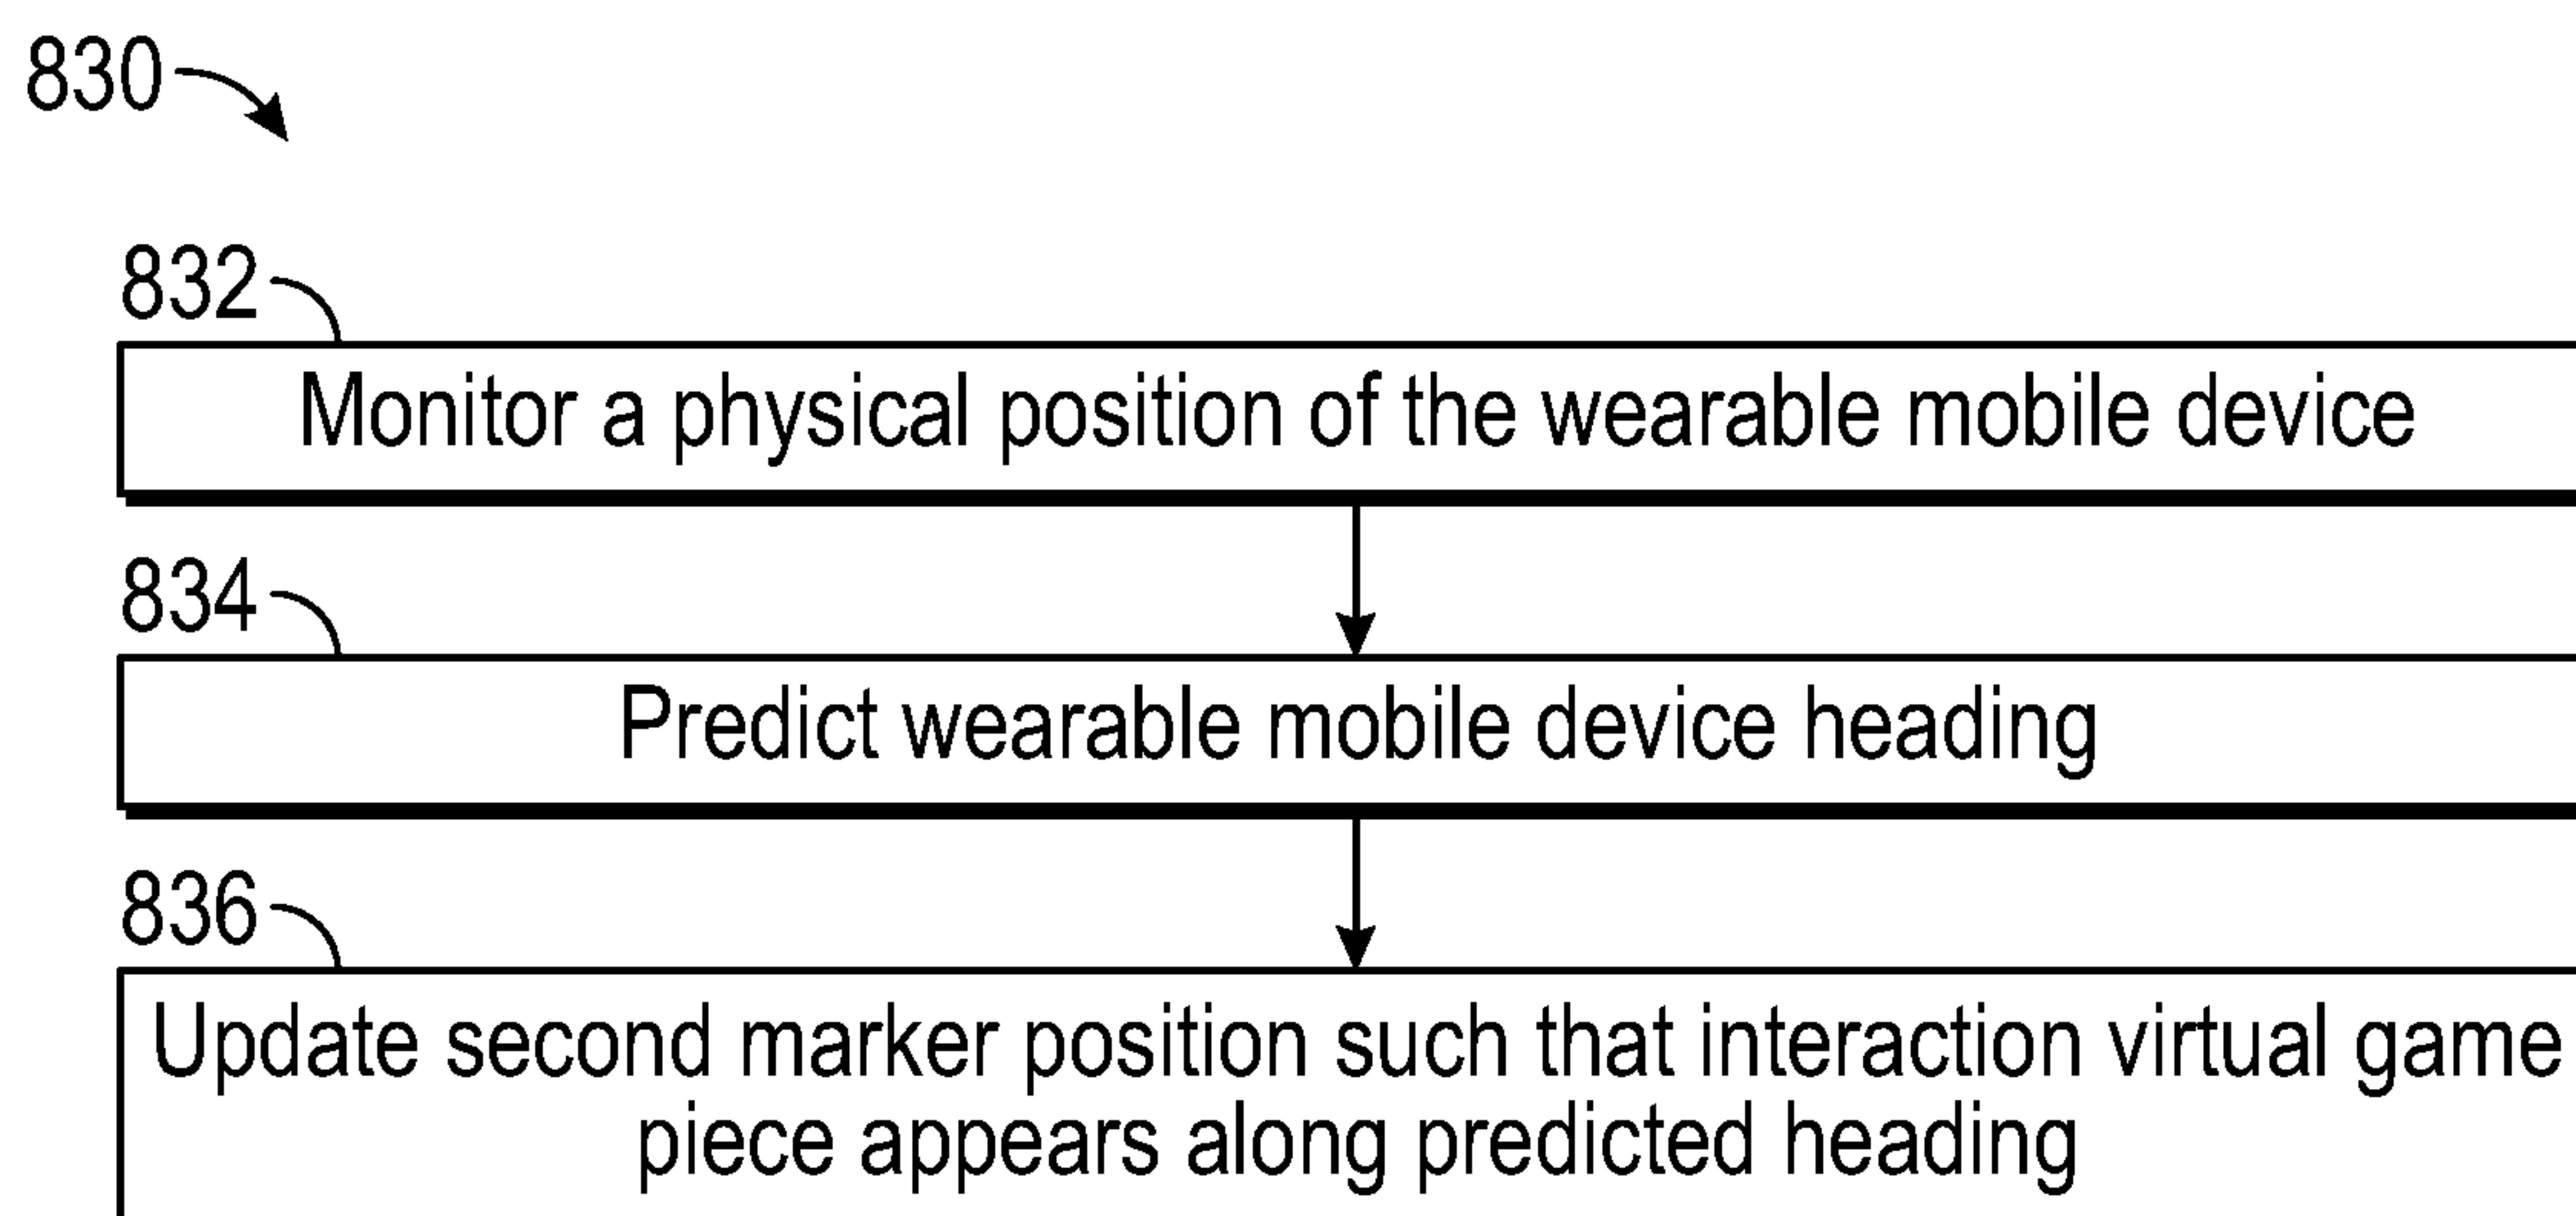 830
832
Monitor a physical position of the wearable mobile device
834
Predict wearable mobile device heading
836
Update second marker position such that interaction virtual game
piece appears along predicted heading